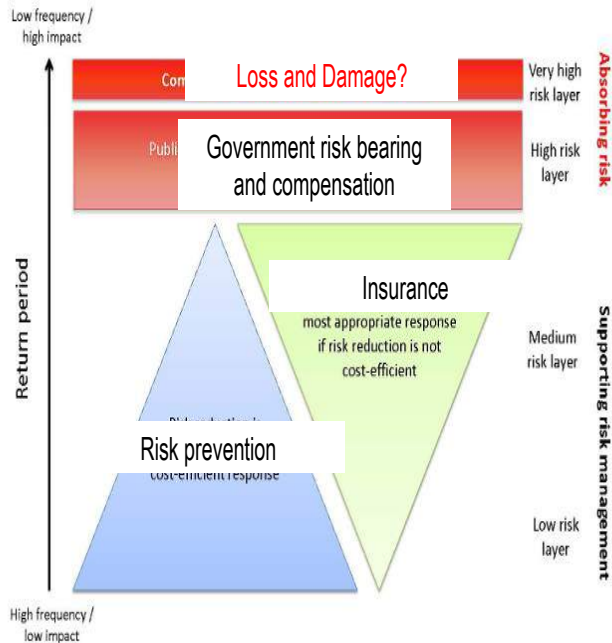 Low frequency /
high impact
Loss and Damage?
Very high
risk layer
Absorbing risk
Publi
Government risk bearing
and compensation
High risk
layer
Return period
Insurance
most appropriate response
if risk reduction is not
cost-efficient
Medium
risk layer
Supporting risk management
Risk prevention
cost-efficient response
Low risk
layer
High frequency /
low impact